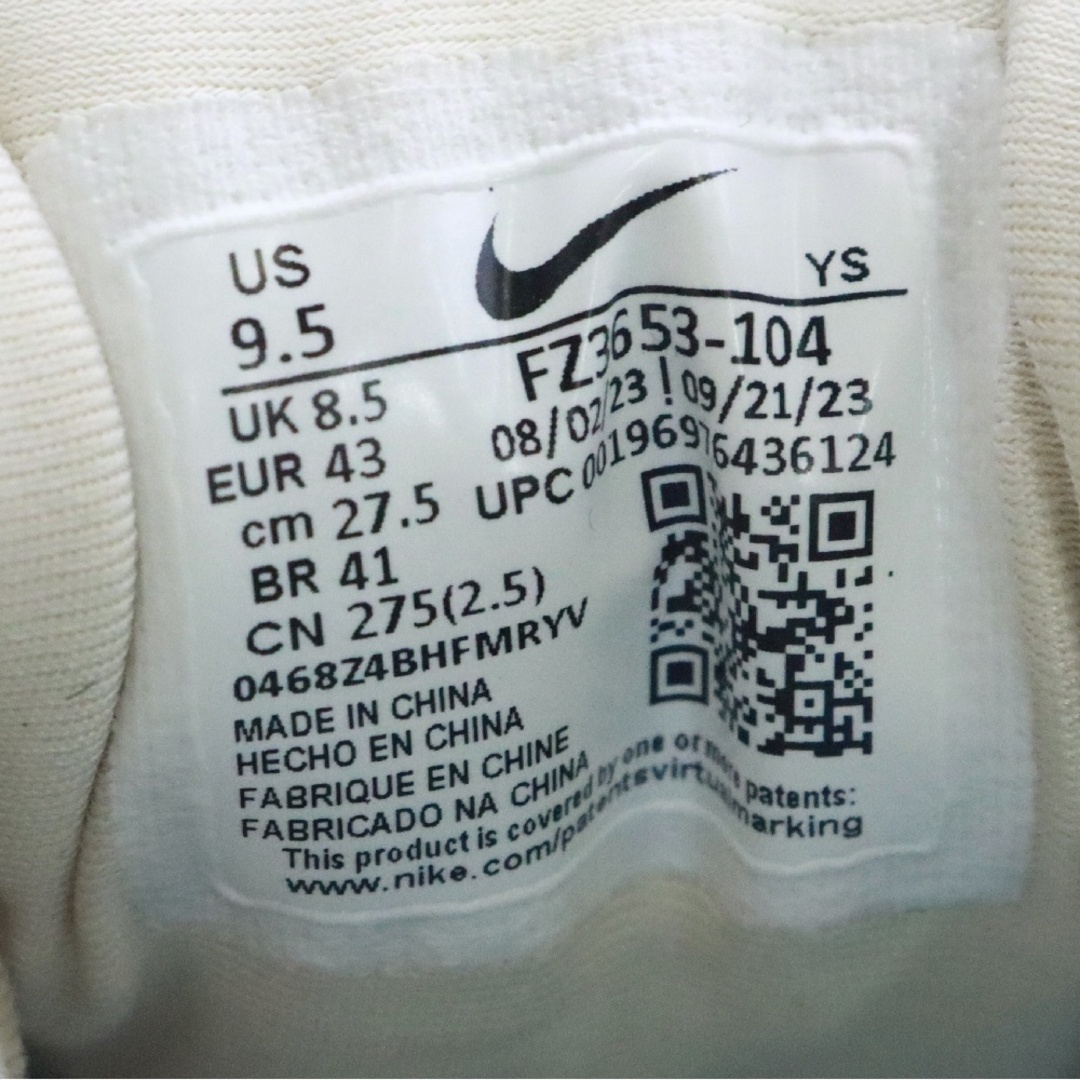 US
9.5
YS
UK 8.5
EUR 43
cm 27.5
BR 41
CN 275(2.5)
FZ3653-104
08/02/23 ! 09/21/23
UPC 00196976436124
0468Z4BHFMRYV
MADE IN CHINA
HECHO EN CHINA
FABRIQUE EN CHINE
FABRICADO NA CHINA
This product is covered by one or more patents:
www.nike.com/patentsvirtualmarking